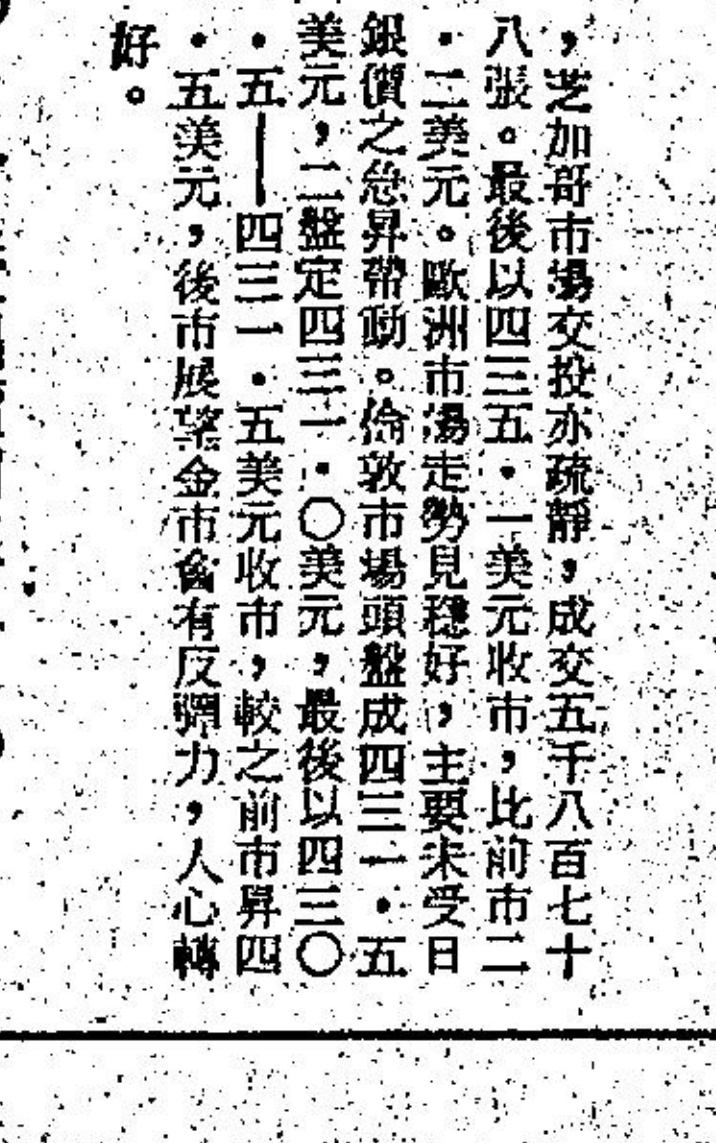 ，芝加哥市場交投亦疏靜，成交五千八百七十
八張。最後以四三五．一美元收市，比前市二
．二美元。歐洲市場走勢見穩好，主要未受日
銀價之急昇帶動。倫敦市場頭盤成四三一．五
美元，二盤定四三一．〇美元，最後以四三〇
．五——四三一．五美元收市，較之前市昇四
．五美元，後市展望金市會有反彈力，人心轉
好。